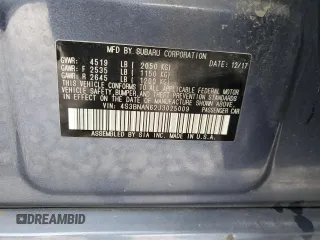 MFD.BY SUBARU CORPORATION DATE: 12/17
GVWR: 4519 LB ( 2050 KG)
GAWR: F 2535 LB ( 1150 KG)
GAWR: R 2645 LB ( 1200 KG)
THIS VEHICLE CONFORMS TO ALL APPLICABLE FEDERAL MOTOR
VEHICLE SAFETY,BUMPER,AND THEFT PREVENTION STANDARDS
IN EFFECT ON THE DATE OF MANUFACTURE SHOWN ABOVE.
VIN: PASSENGER CAR
MADE BY SIA IN U.S.A.
DREAMBID